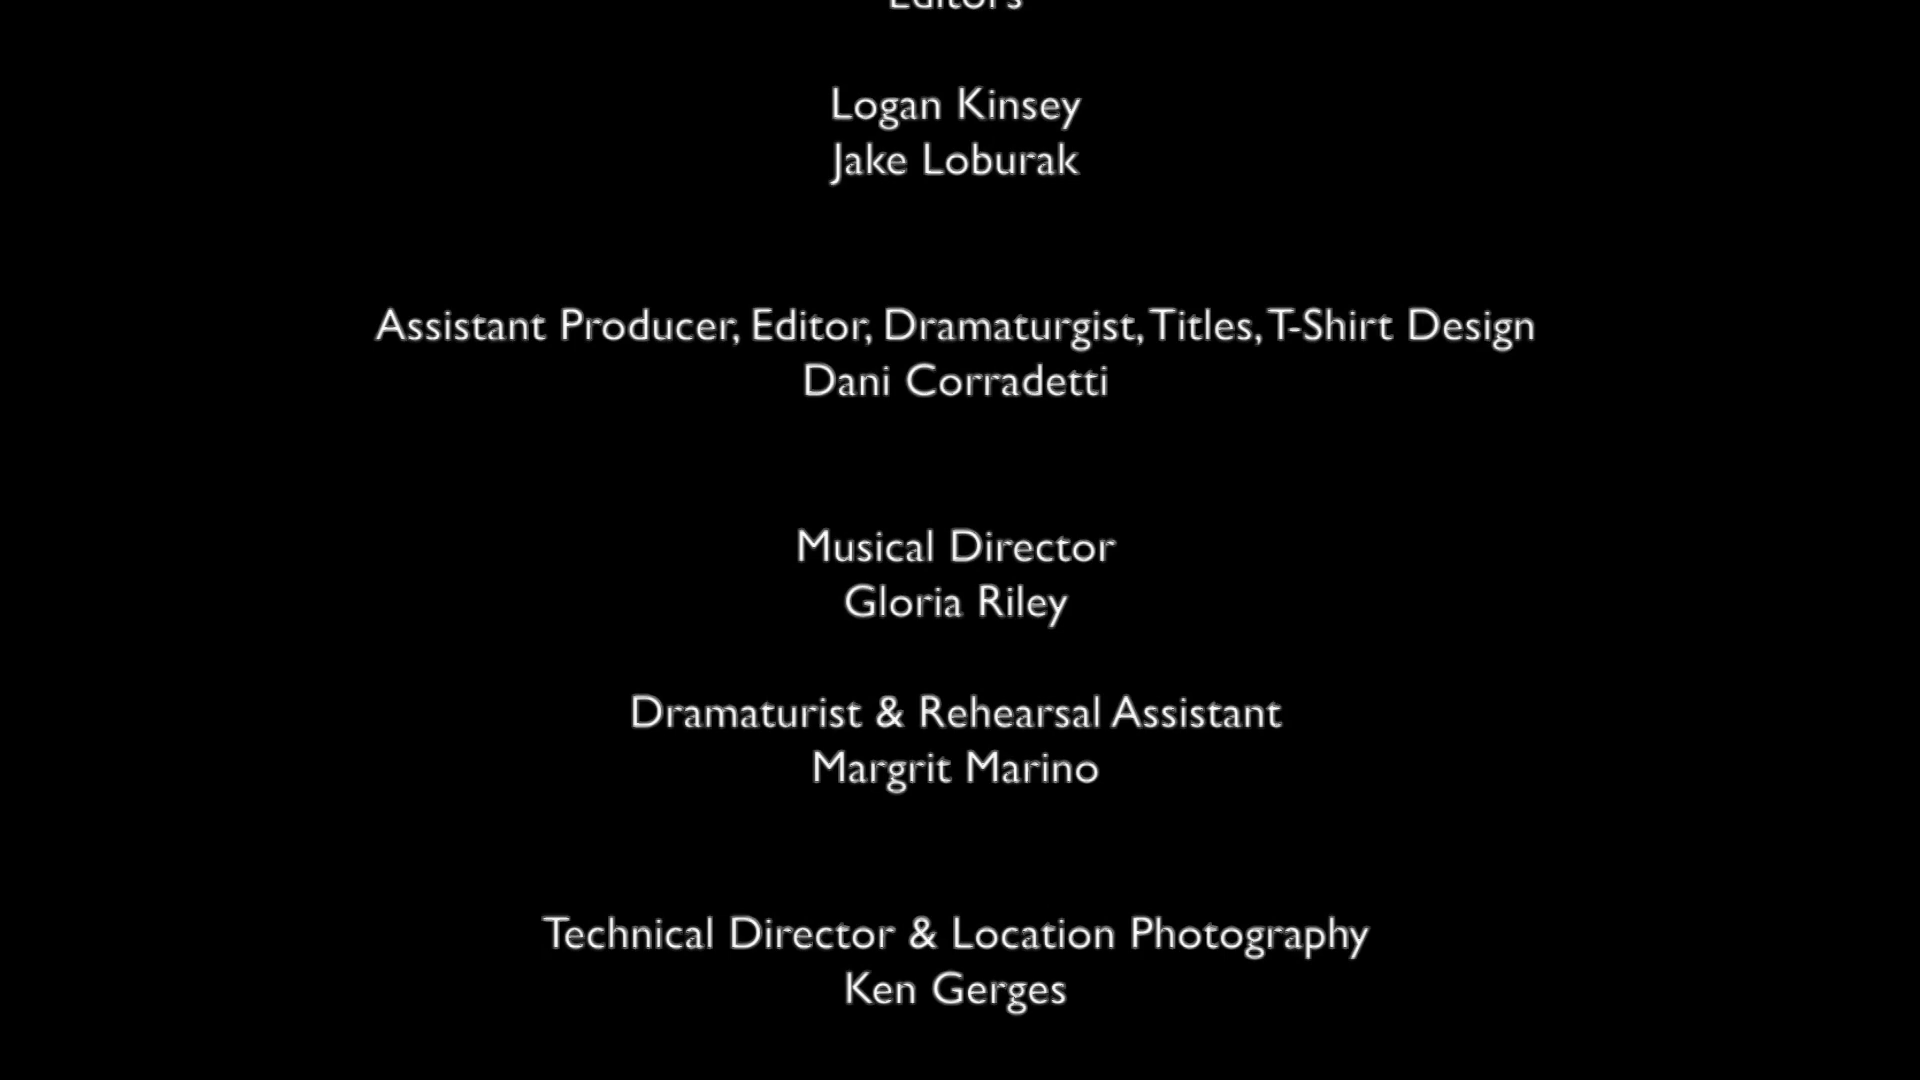 Editors
Logan Kinsey
Jake Loburak
Assistant Producer, Editor, Dramaturgist, Titles, T-Shirt Design
Dani Corradetti
Musical Director
Gloria Riley
Dramaturist & Rehearsal Assistant
Margrit Marino
Technical Director & Location Photography
Ken Gerges